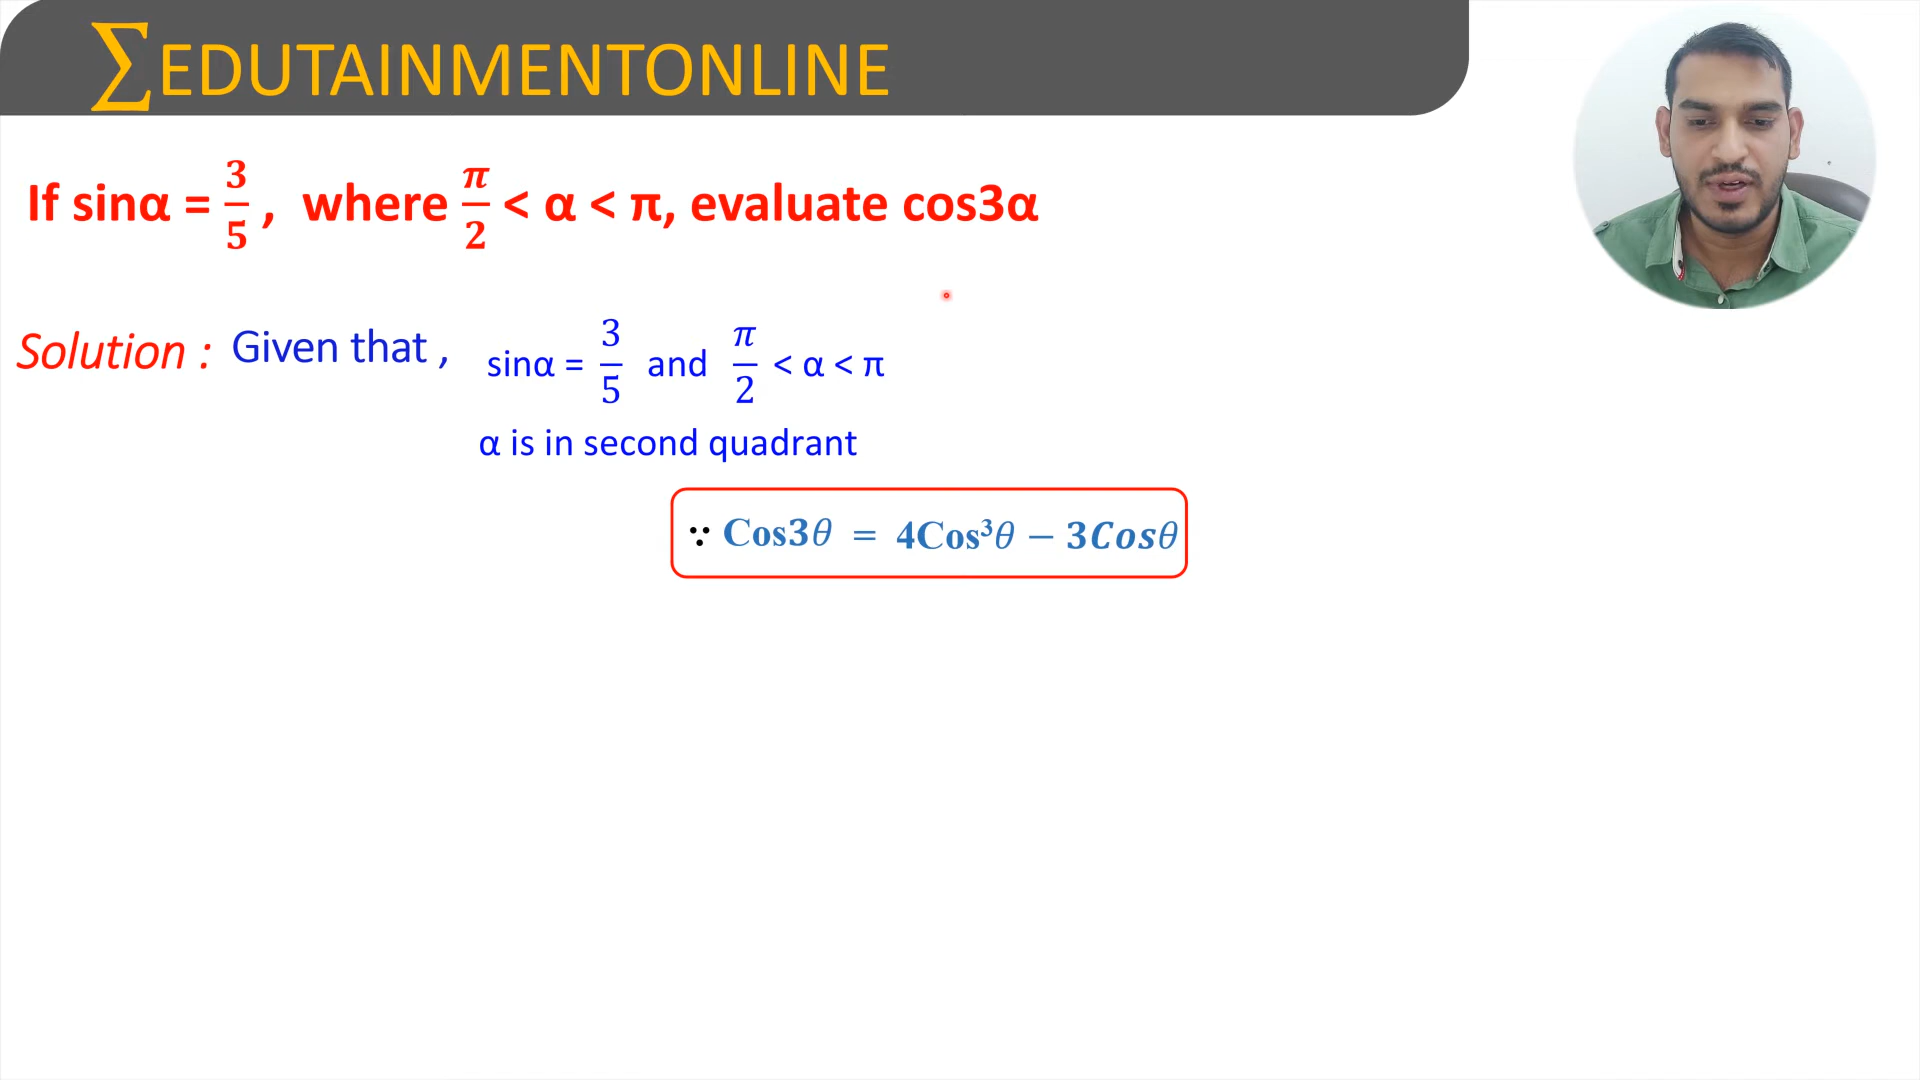 ∑EDUTAINMENTONLINE
If sinα = 3/5 , where π/2 < α < π, evaluate cos3α
Solution : Given that , sinα = 3/5 and π/2 < α < π
α is in second quadrant
∵ Cos3θ = 4Cos³θ − 3Cosθ